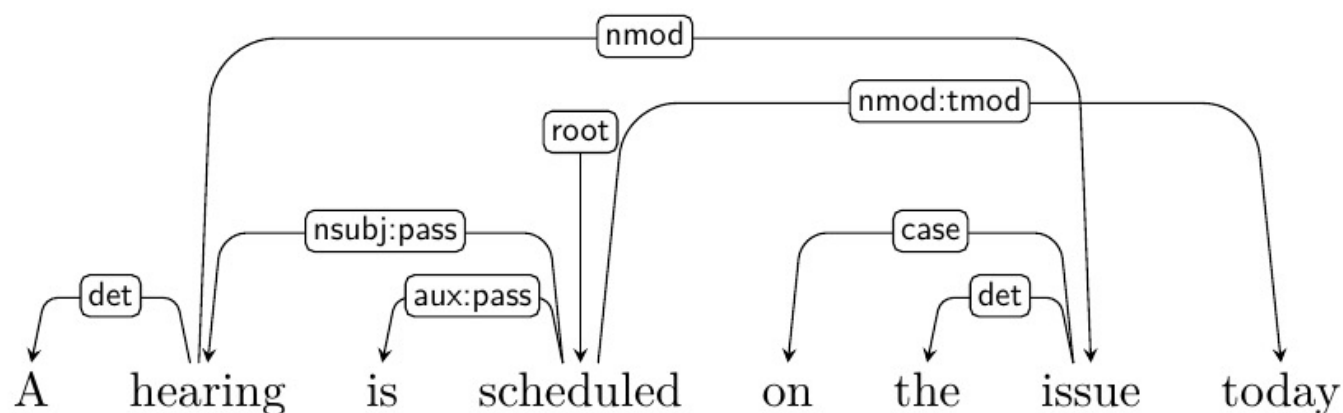 nmod
nmod:tmod
root
nsubj:pass case
det aux:pass det
A hearing is scheduled on the issue today